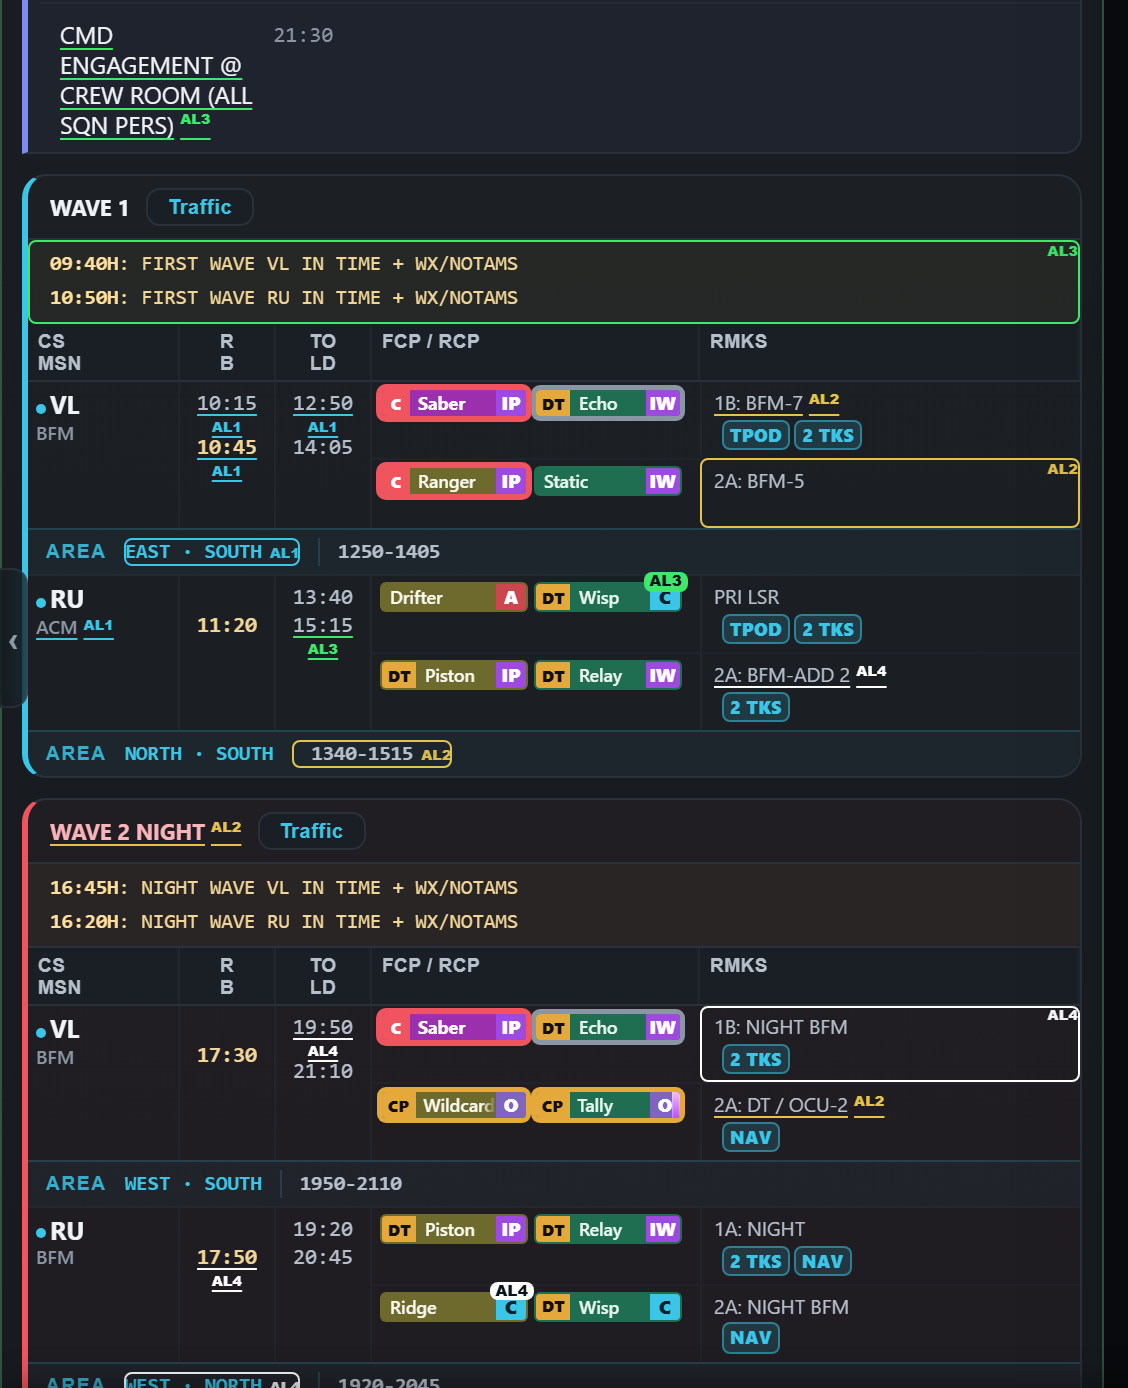 CMD 21:30
ENGAGEMENT @
CREW ROOM (ALL
SQN PERS) AL3
WAVE 1 Traffic
AL3
09:40H: FIRST WAVE VL IN TIME + WX/NOTAMS
10:50H: FIRST WAVE RU IN TIME + WX/NOTAMS
CS R TO FCP / RCP RMKS
MSN B LD
VL 10:15 12:50 C Saber IP DT Echo IW 1B: BFM-7 AL2
BFM AL1 AL1 TPOD 2 TKS
10:45 14:05
AL1 C Ranger IP Static IW 2A: BFM-5 AL2
AREA EAST · SOUTH AL1 1250-1405
AL3
RU 13:40 Drifter A DT Wisp C PRI LSR
ACM AL1 11:20 15:15 TPOD 2 TKS
AL3
Piston IP DT Relay IW 2A: BFM-ADD 2 AL4
DT
2 TKS
AREA NORTH · SOUTH 1340-1515 AL2
WAVE 2 NIGHT AL2 Traffic
16:45H: NIGHT WAVE VL IN TIME + WX/NOTAMS
16:20H: NIGHT WAVE RU IN TIME + WX/NOTAMS
CS R TO FCP / RCP RMKS
MSN B LD
VL 19:50 C Saber IP DT Echo IW 1B: NIGHT BFM AL4
BFM 17:30 AL4 2 TKS
21:10
CP Wildcard O CP Tally O 2A: DT / OCU-2 AL2
NAV
AREA WEST · SOUTH 1950-2110
RU 19:20 DT Piston IP DT Relay IW 1A: NIGHT
BFM 17:50 20:45 2 TKS NAV
AL4
AL4
Ridge C DT Wisp C 2A: NIGHT BFM
NAV
AREA WEST · NORTH AL4 1920-2045